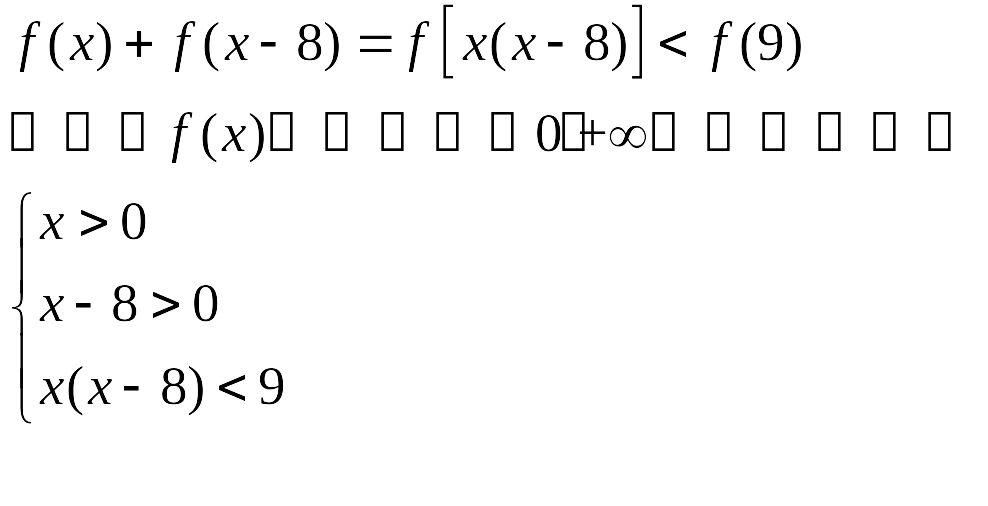 f(x) + f(x - 8) = f[x(x - 8)] < f(9)
f(x) 0 +∞
x > 0
x - 8 > 0
x(x - 8) < 9